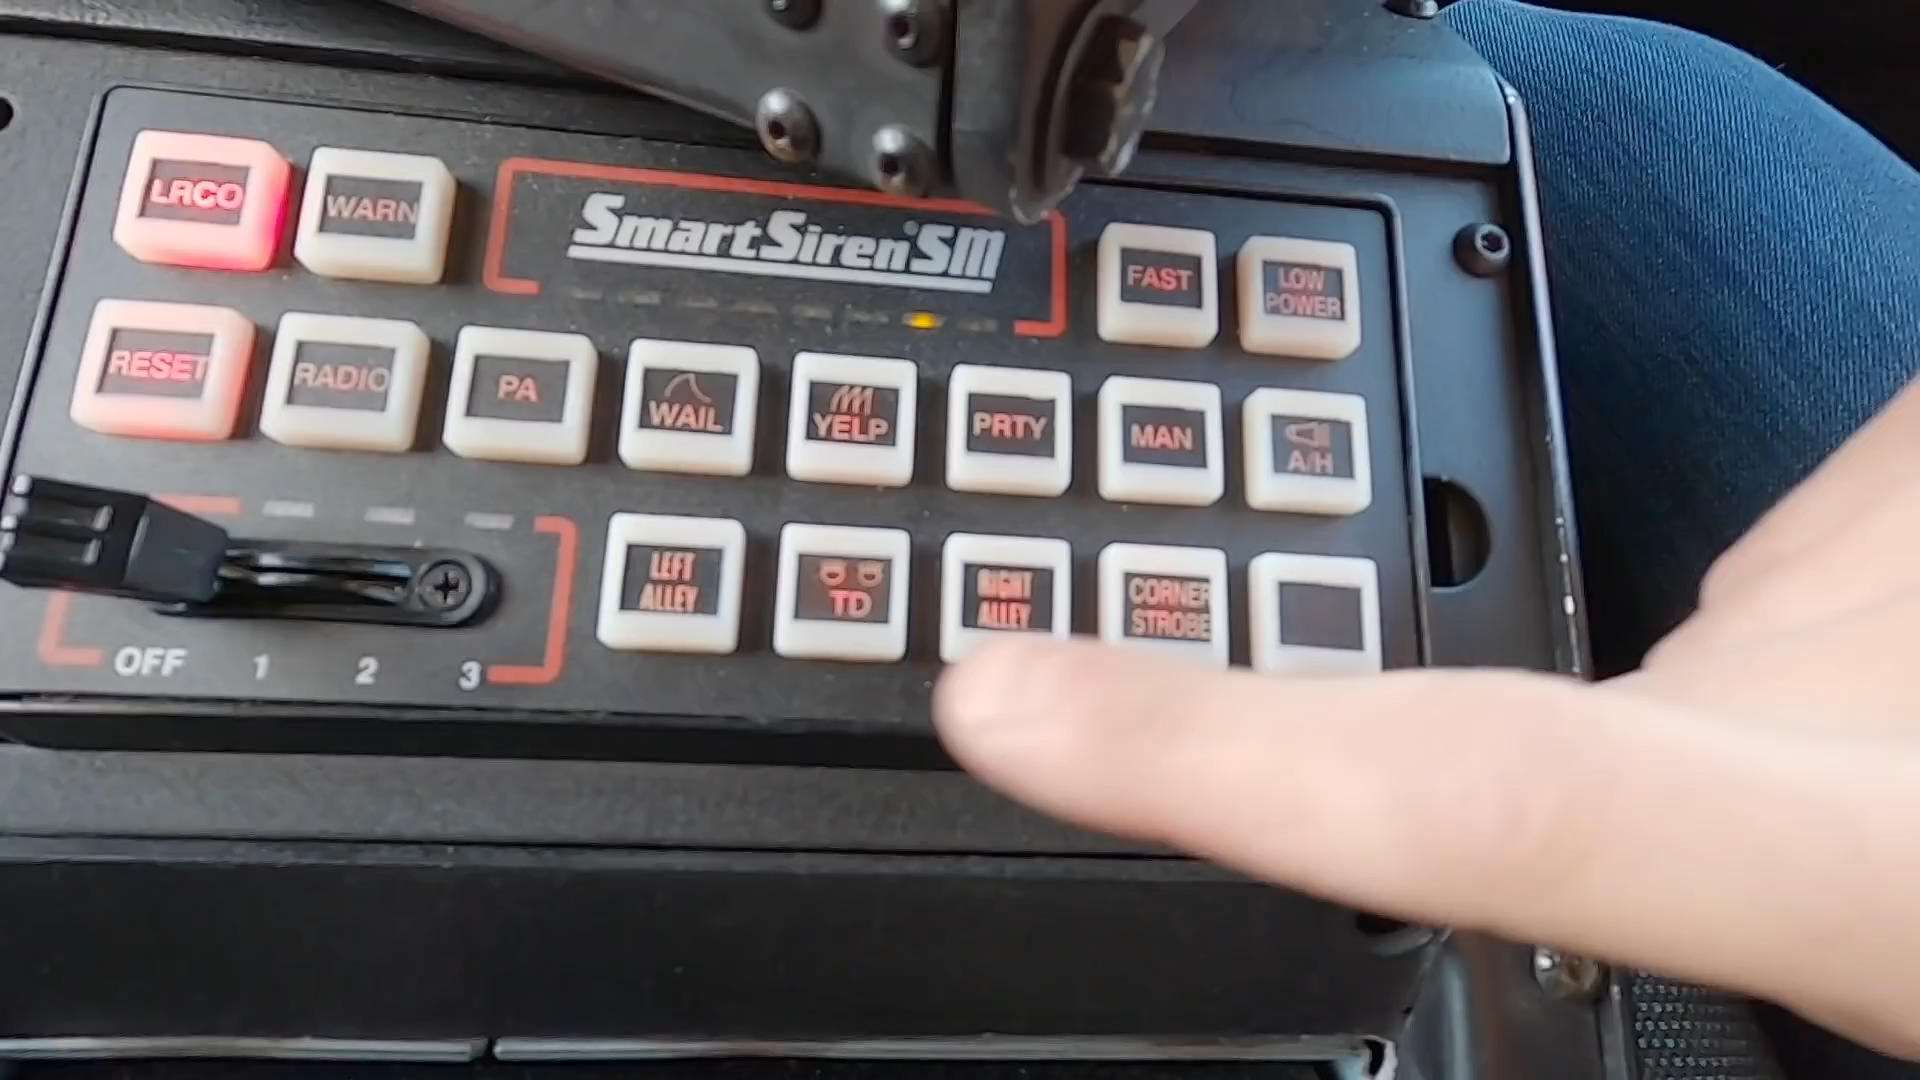 LRCO
WARN
SmartSiren®SM
FAST
LOW
POWER
RESET
RADIO
PA
WAIL
YELP
PRTY
MAN
A/H
LEFT
ALLEY
TD
RIGHT
ALLEY
CORNER
STROBE
OFF 1 2 3